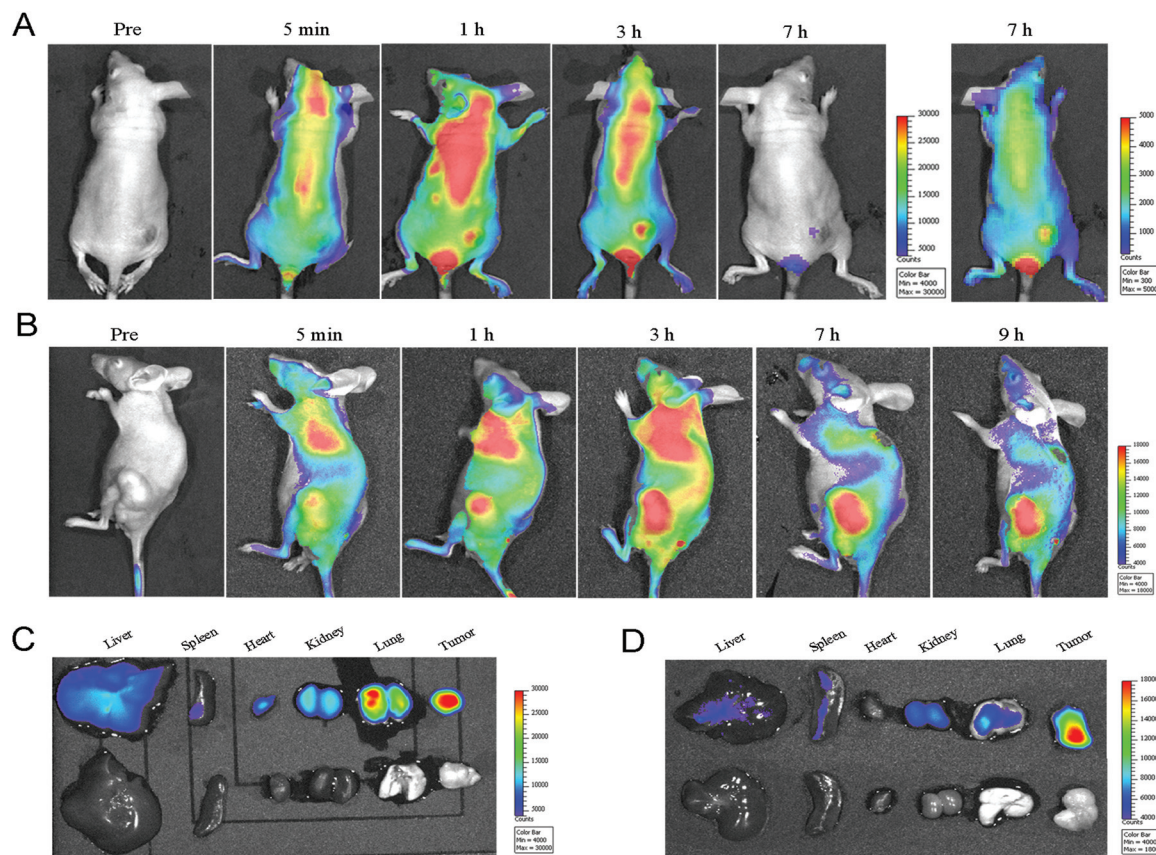 A
Pre 5 min 1 h 3 h 7 h 7 h
30000
25000
20000
15000
10000
5000
Counts
Color Bar
Min = 4000
Max = 30000
5000
4000
3000
2000
1000
Counts
Color Bar
Min = 300
Max = 5000
B
Pre 5 min 1 h 3 h 7 h 9 h
18000
16000
14000
12000
10000
8000
6000
4000
Counts
Color Bar
Min = 4000
Max = 18000
C
Liver Spleen Heart Kidney Lung Tumor
30000
25000
20000
15000
10000
5000
Counts
Color Bar
Min = 4000
Max = 30000
D
Liver Spleen Heart Kidney Lung Tumor
18000
16000
14000
12000
10000
8000
6000
4000
Counts
Color Bar
Min = 4000